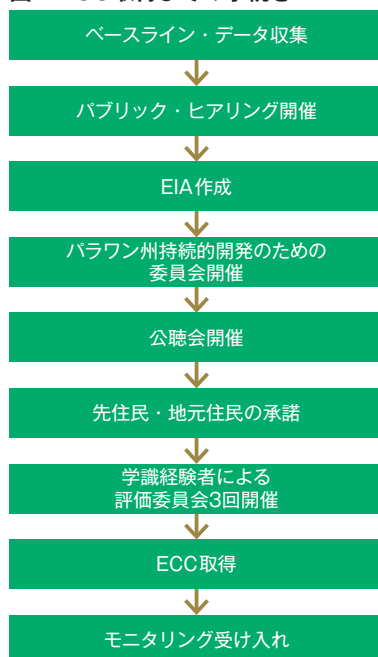 ベースライン・データ収集
パブリック・ヒアリング開催
EIA作成
パラワン州持続的開発のための
委員会開催
公聴会開催
先住民・地元住民の承諾
学識経験者による
評価委員会3回開催
ECC取得
モニタリング受け入れ